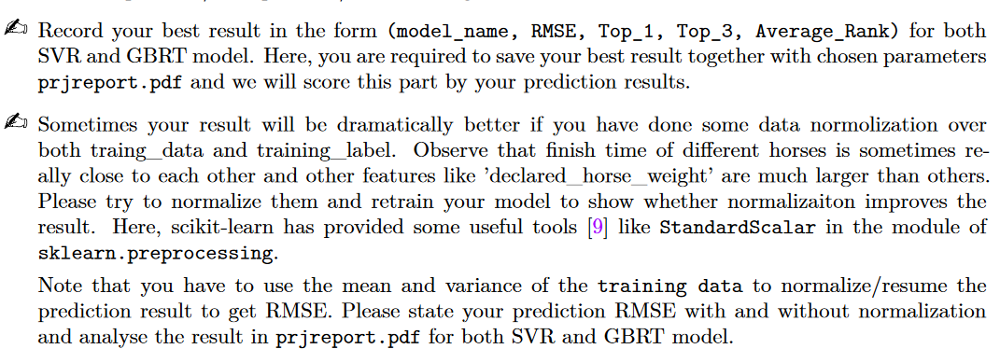 Record your best result in the form (model_name, RMSE, Top_1, Top_3, Average_Rank) for both
SVR and GBRT model. Here, you are required to save your best result together with chosen parameters
prjreport.pdf and we will score this part by your prediction results.
Sometimes your result will be dramatically better if you have done some data normolization over
both traing_data and training_label. Observe that finish time of different horses is sometimes re-
ally close to each other and other features like 'declared_horse_weight' are much larger than others.
Please try to normalize them and retrain your model to show whether normalizaiton improves the
result. Here, scikit-learn has provided some useful tools [9] like StandardScalar in the module of
sklearn.preprocessing.
Note that you have to use the mean and variance of the training data to normalize/resume the
prediction result to get RMSE. Please state your prediction RMSE with and without normalization
and analyse the result in prjreport.pdf for both SVR and GBRT model.